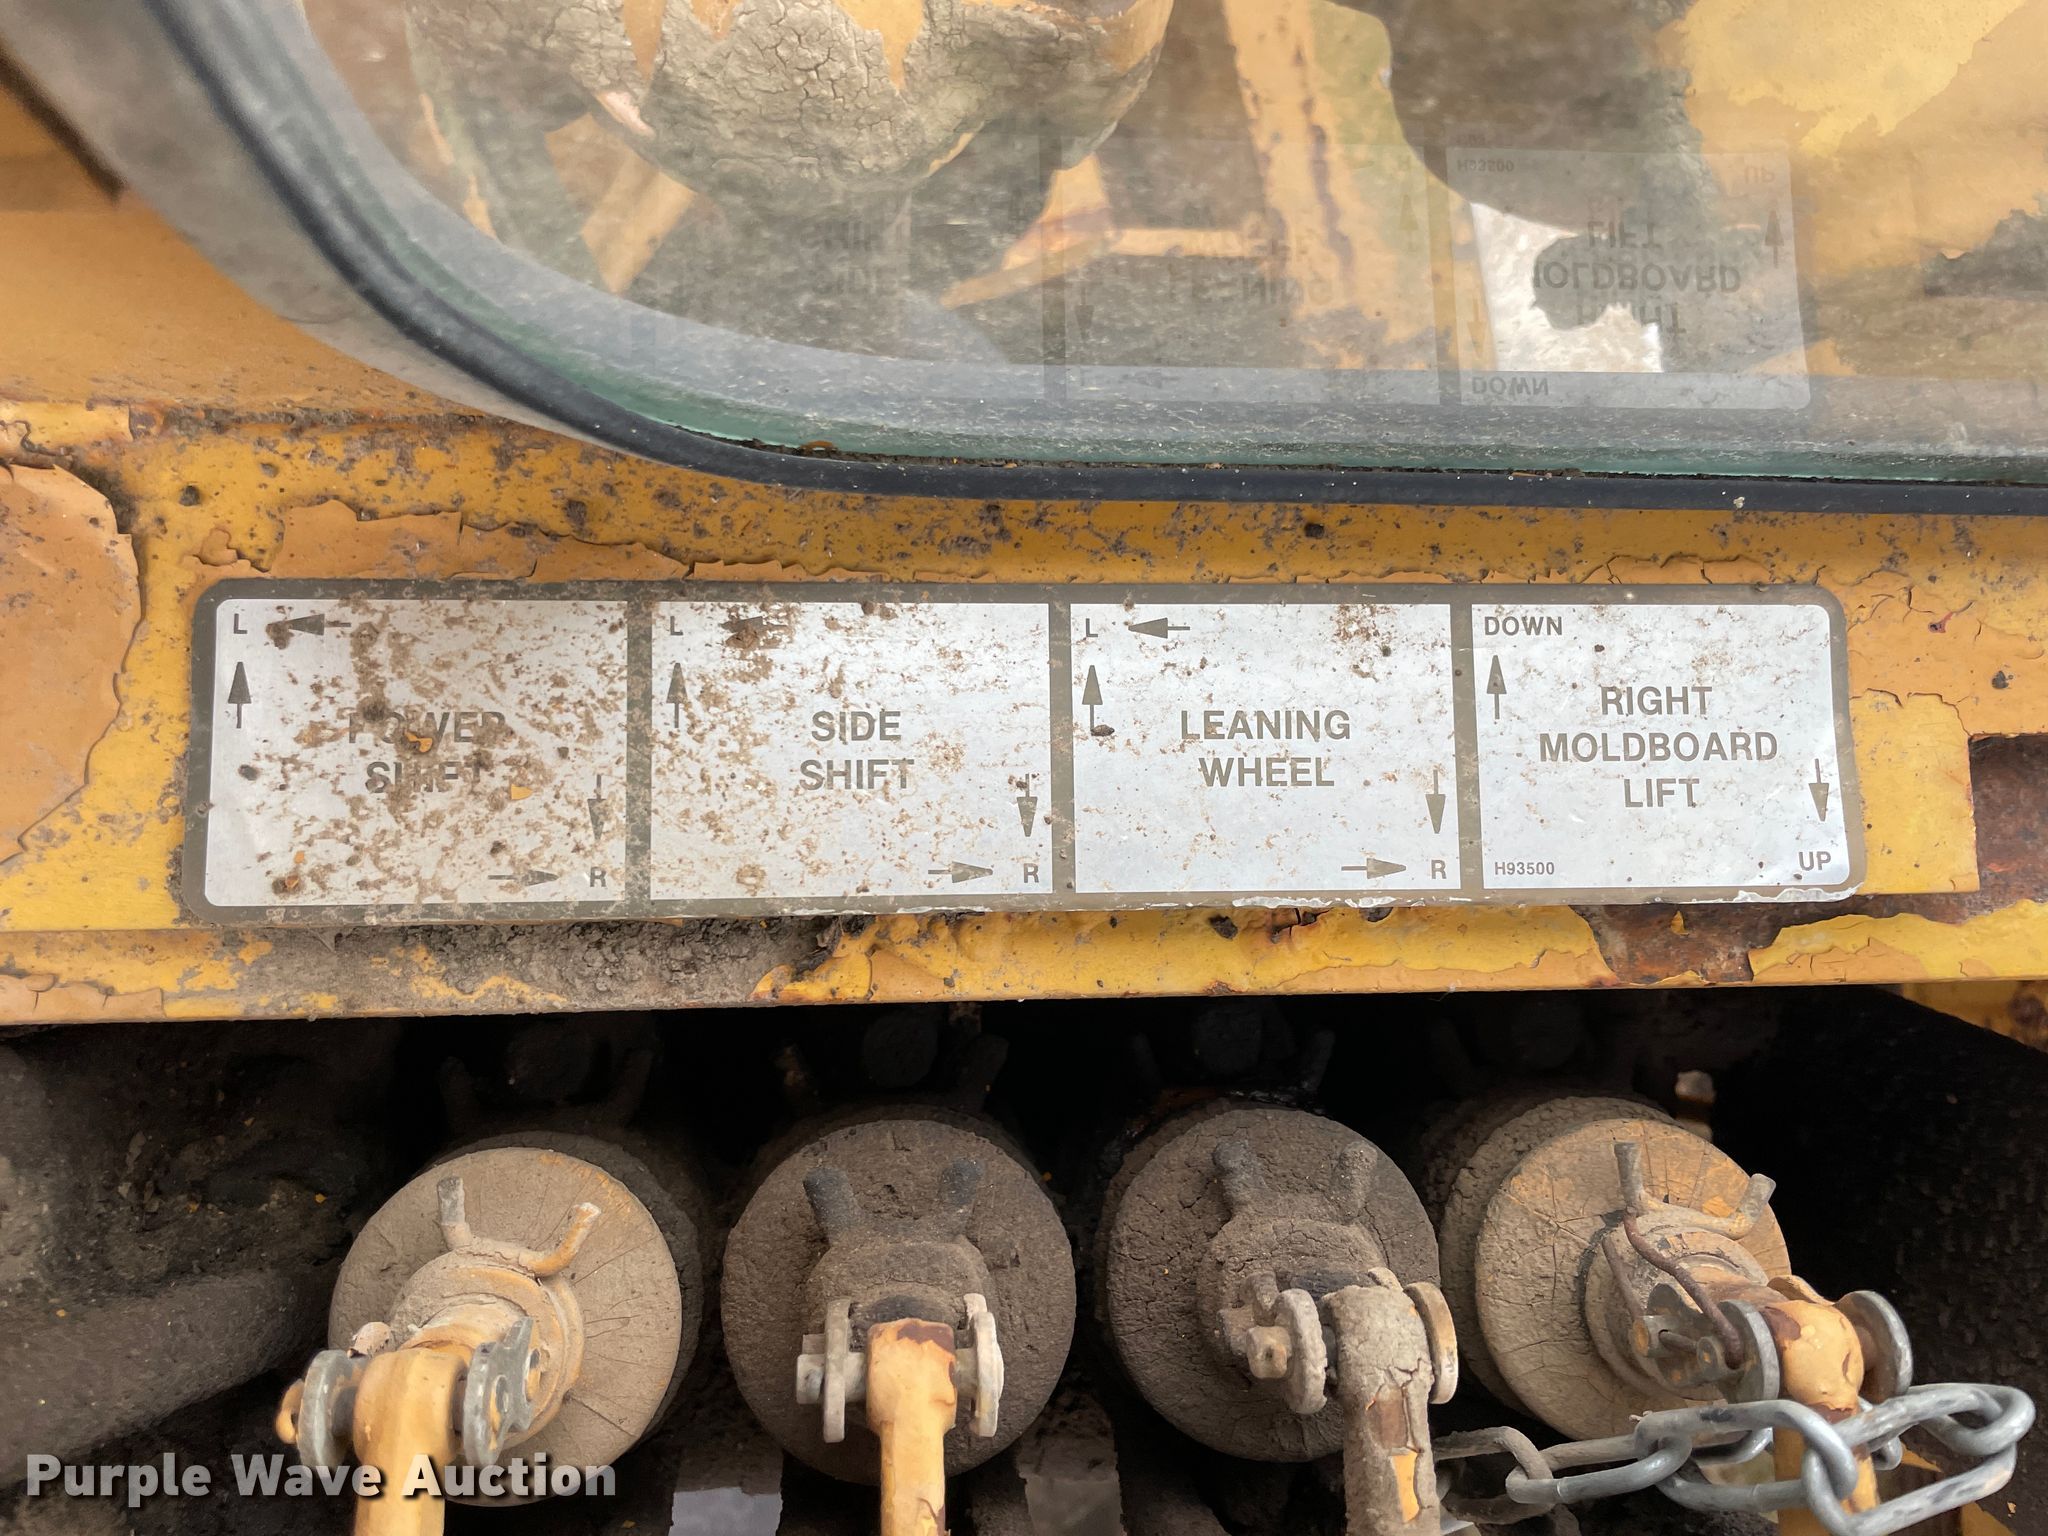 L
POWER
SHIFT
R
L
SIDE
SHIFT
R
L
LEANING
WHEEL
R
DOWN
RIGHT
MOLDBOARD
LIFT
H93500
UP
Purple Wave Auction